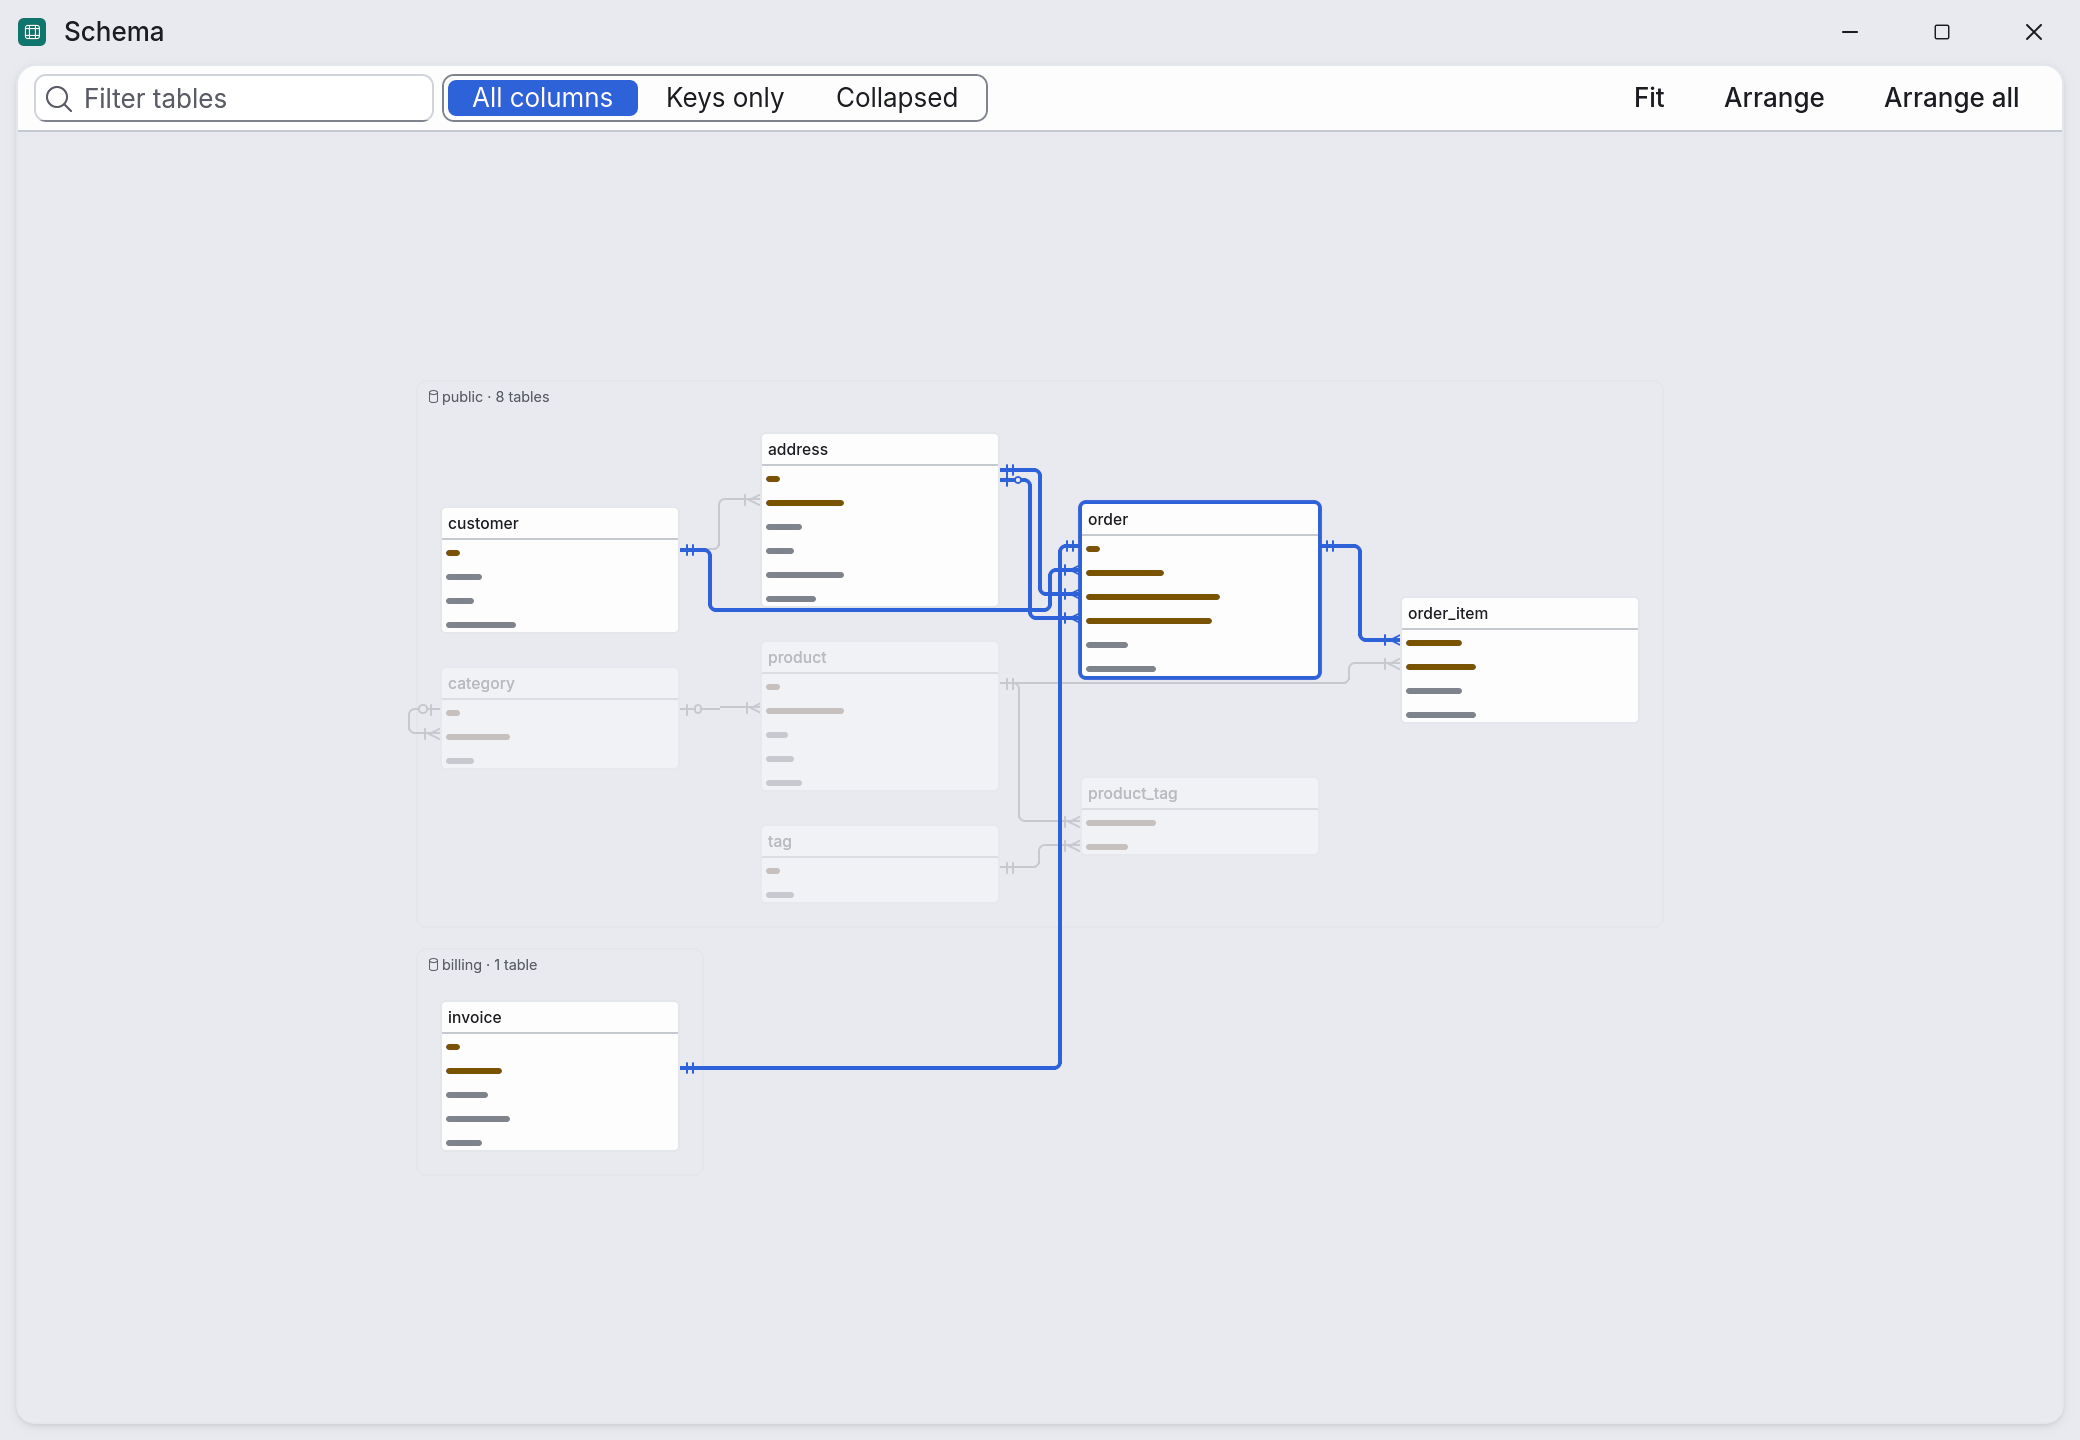 Schema
Filter tables
All columns
Keys only
Collapsed
Fit
Arrange
Arrange all
public · 8 tables
address
customer
order
order_item
product
category
product_tag
tag
billing · 1 table
invoice